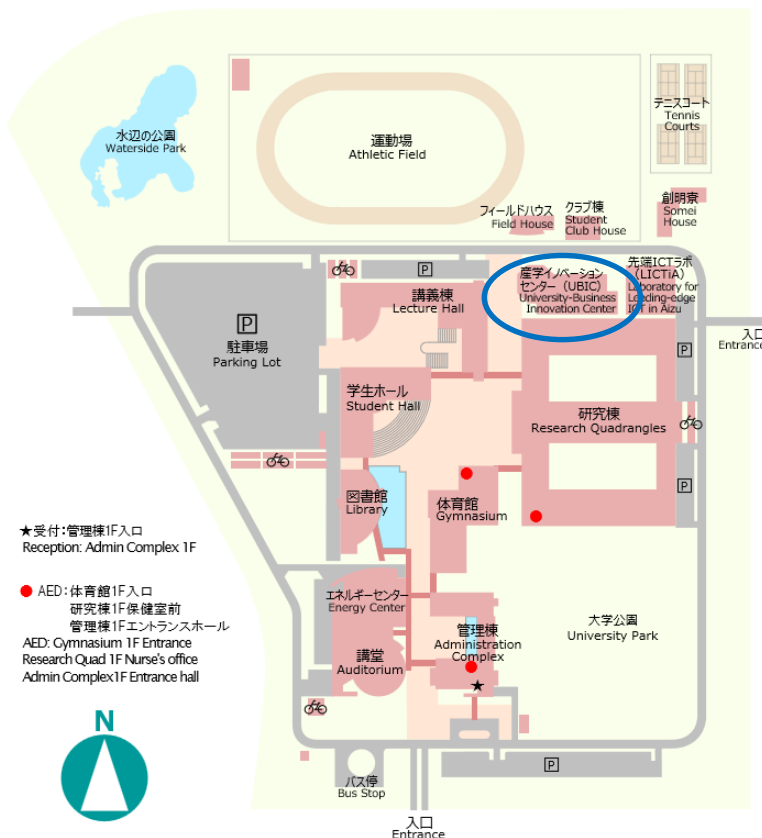 テニスコート
Tennis
Courts
水辺の公園
Waterside Park
運動場
Athletic Field
創明寮
Somei
House
フィールドハウス
Field House
クラブ棟
Student
Club House
産学イノベーション
センター（UBIC）
University-Business
Innovation Center
先端ICTラボ
（LICTiA）
Laboratory for
Leading-edge
ICT in Aizu
P
講義棟
Lecture Hall
P
駐車場
Parking Lot
入口
Entrance
P
学生ホール
Student Hall
研究棟
Research Quadrangles
P
図書館
Library
体育館
Gymnasium
★受付：管理棟1F入口
Reception: Admin Complex 1F
AED：体育館1F入口
研究棟1F保健室前
管理棟1Fエントランスホール
AED: Gymnasium 1F Entrance
Research Quad 1F Nurse's office
Admin Complex1F Entrance hall
エネルギーセンター
Energy Center
講堂
Auditorium
管理棟
Administration
Complex
★
大学公園
University Park
N
バス停
Bus Stop
P
入口
Entrance